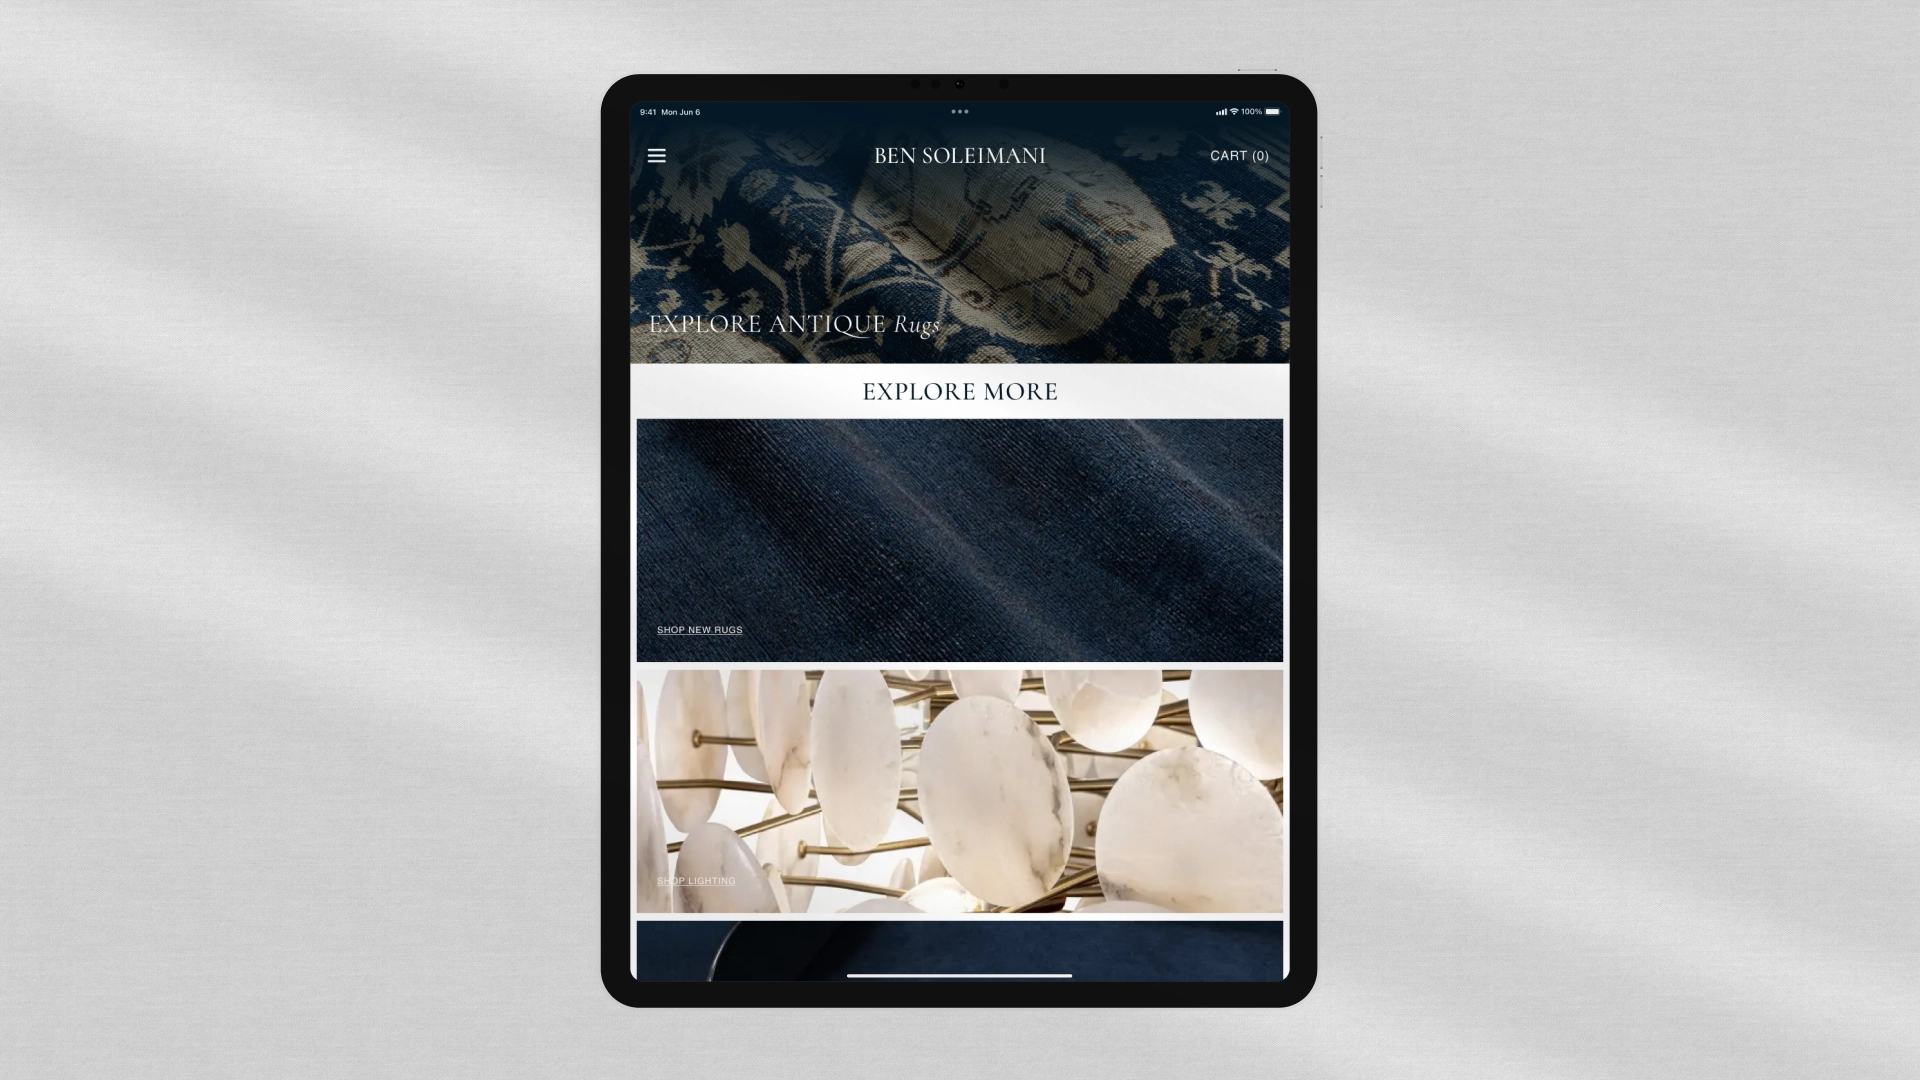 9:41 Mon Jun 6
100%
BEN SOLEIMANI
CART (0)
EXPLORE ANTIQUE Rugs
EXPLORE MORE
SHOP NEW RUGS
SHOP LIGHTING